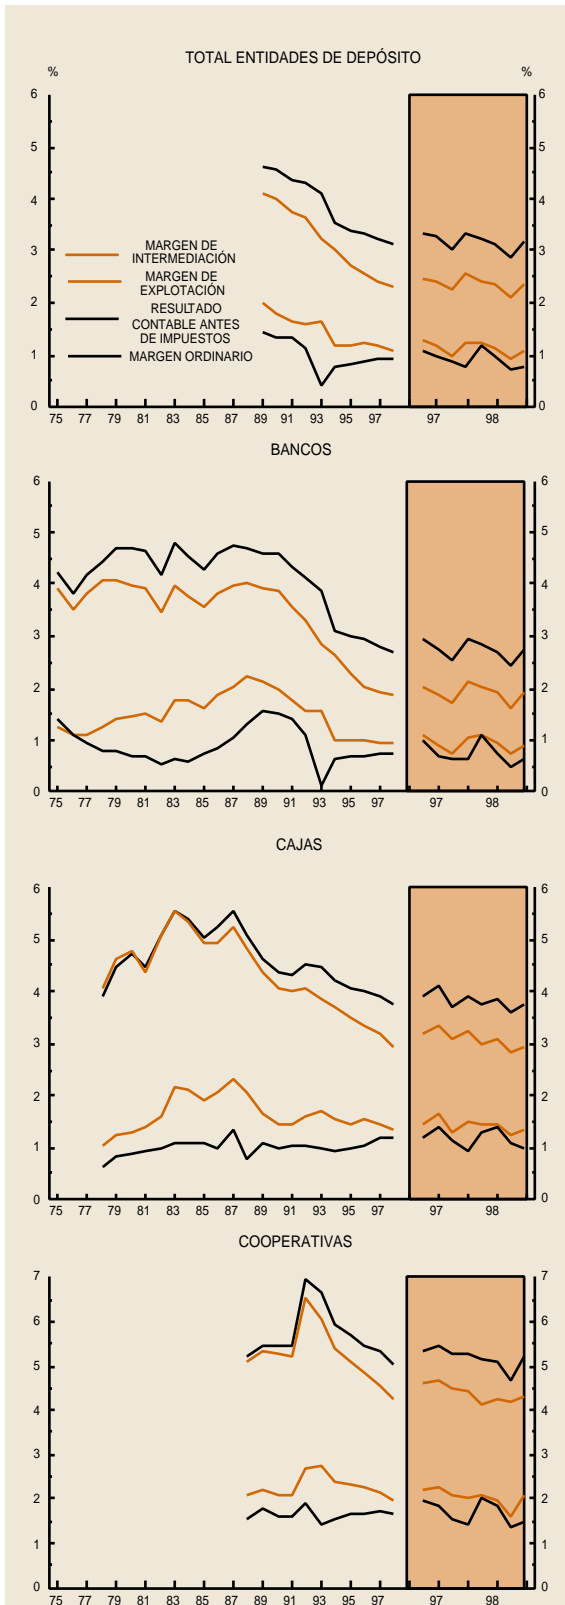 TOTAL ENTIDADES DE DEPÓSITO
% %
6 6
5 5
4 4
3 3
2 2
1 1
0 0
MARGEN DE
INTERMEDIACIÓN
MARGEN DE
EXPLOTACIÓN
RESULTADO
CONTABLE ANTES
DE IMPUESTOS
MARGEN ORDINARIO
75 77 79 81 83 85 87 89 91 93 95 97 97 98
BANCOS
6 6
5 5
4 4
3 3
2 2
1 1
0 0
75 77 79 81 83 85 87 89 91 93 95 97 97 98
CAJAS
6 6
5 5
4 4
3 3
2 2
1 1
0 0
75 77 79 81 83 85 87 89 91 93 95 97 97 98
COOPERATIVAS
7 7
6 6
5 5
4 4
3 3
2 2
1 1
0 0
75 77 79 81 83 85 87 89 91 93 95 97 97 98